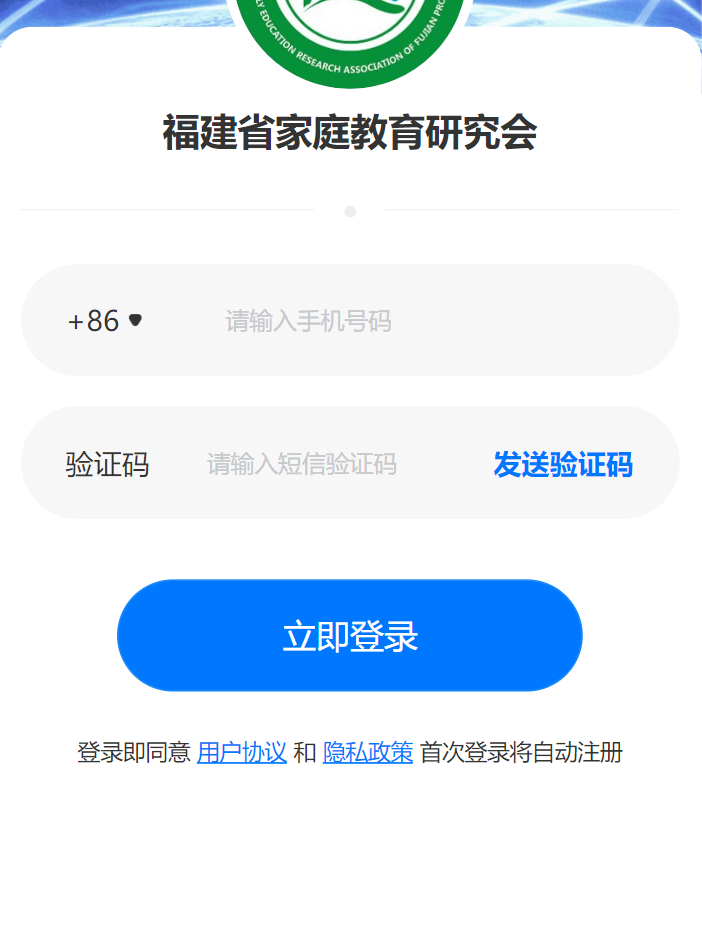 LY EDUCATION RESEARCH ASSOCIATION OF FUJIAN
福建省家庭教育研究会
+86 请输入手机号码
验证码 请输入短信验证码 发送验证码
立即登录
登录即同意 用户协议 和 隐私政策 首次登录将自动注册